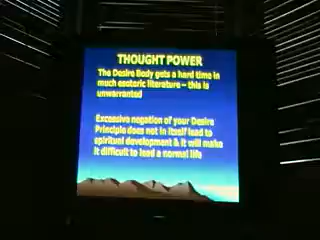 THOUGHT POWER
The Desire Body gets a hard time in
much esoteric literature – this is
unwarranted
Excessive negation of your Desire
Principle does not in itself lead to
spiritual development & it will make
it difficult to lead a normal life